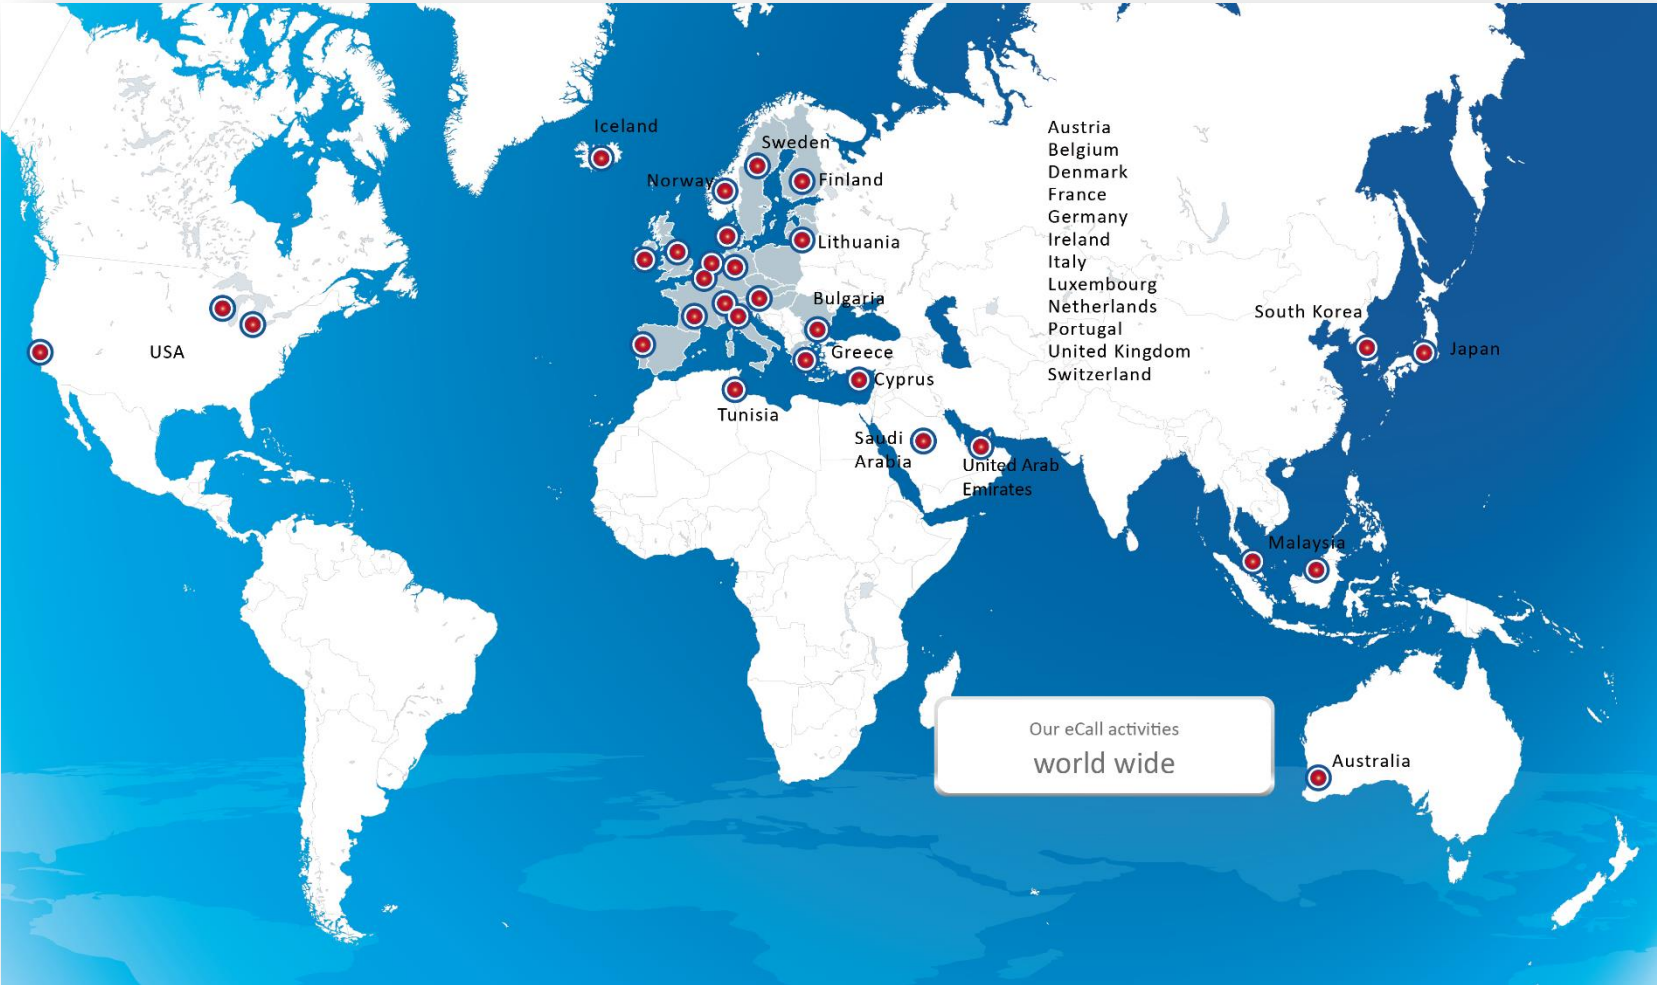 Iceland
Sweden
Norway
Finland
Lithuania
Bulgaria
Greece
Cyprus
USA
Tunisia
Saudi
Arabia
United Arab
Emirates
Austria
Belgium
Denmark
France
Germany
Ireland
Italy
Luxembourg
Netherlands
Portugal
United Kingdom
Switzerland
South Korea
Japan
Malaysia
Australia
Our eCall activities
world wide